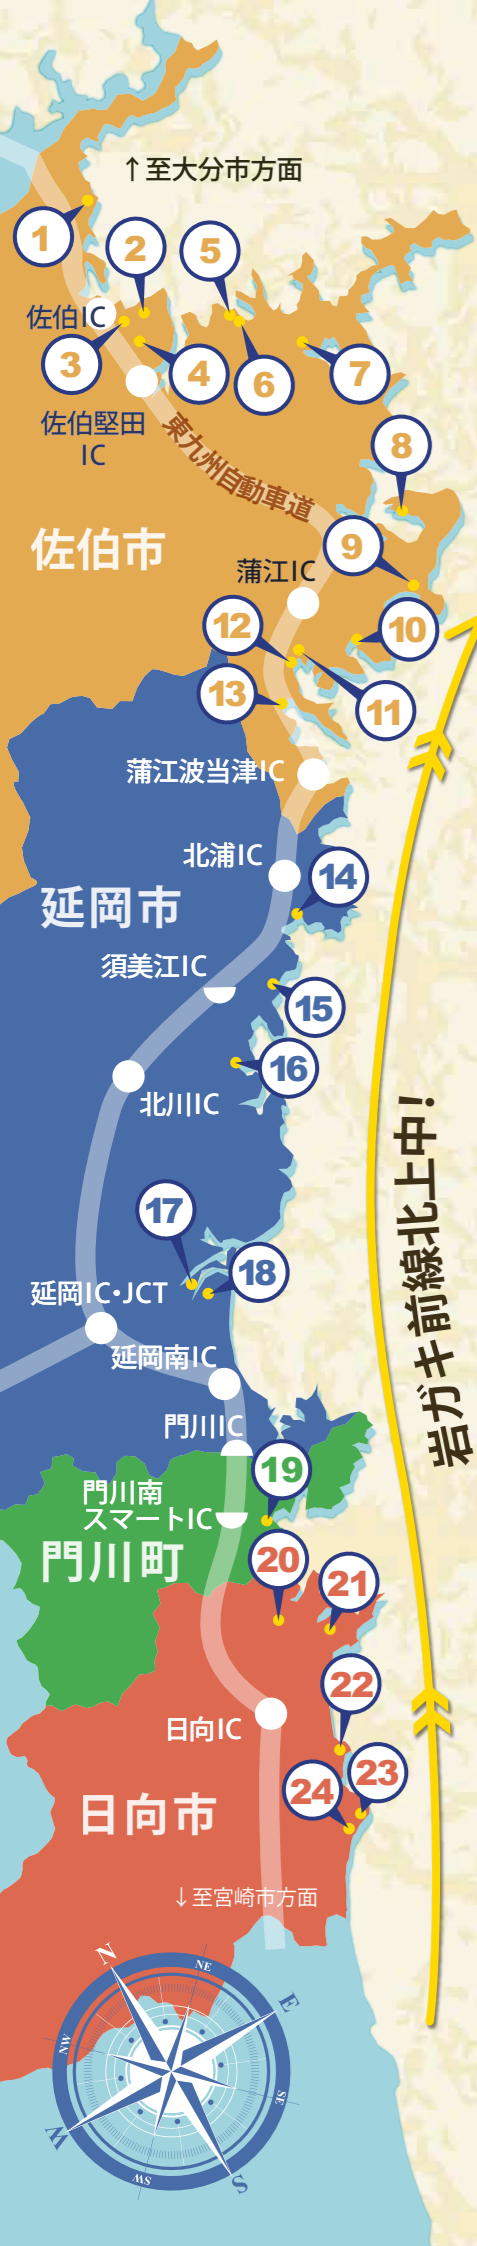 ↑至大分市方面
1
2
5
佐伯IC
3
4
6
7
佐伯堅田
IC
東九州自動車道
8
佐伯市
9
蒲江IC
12
10
13
11
蒲江波当津IC
北浦IC
14
延岡市
須美江IC
15
16
北川IC
岩ガキ前線北上中!
17
18
延岡IC・JCT
延岡南IC
門川IC
19
門川南
スマートIC
門川町
20
21
22
日向IC
23
24
日向市
↓至宮崎市方面
N
NE
E
NW
SE
W
SW
S